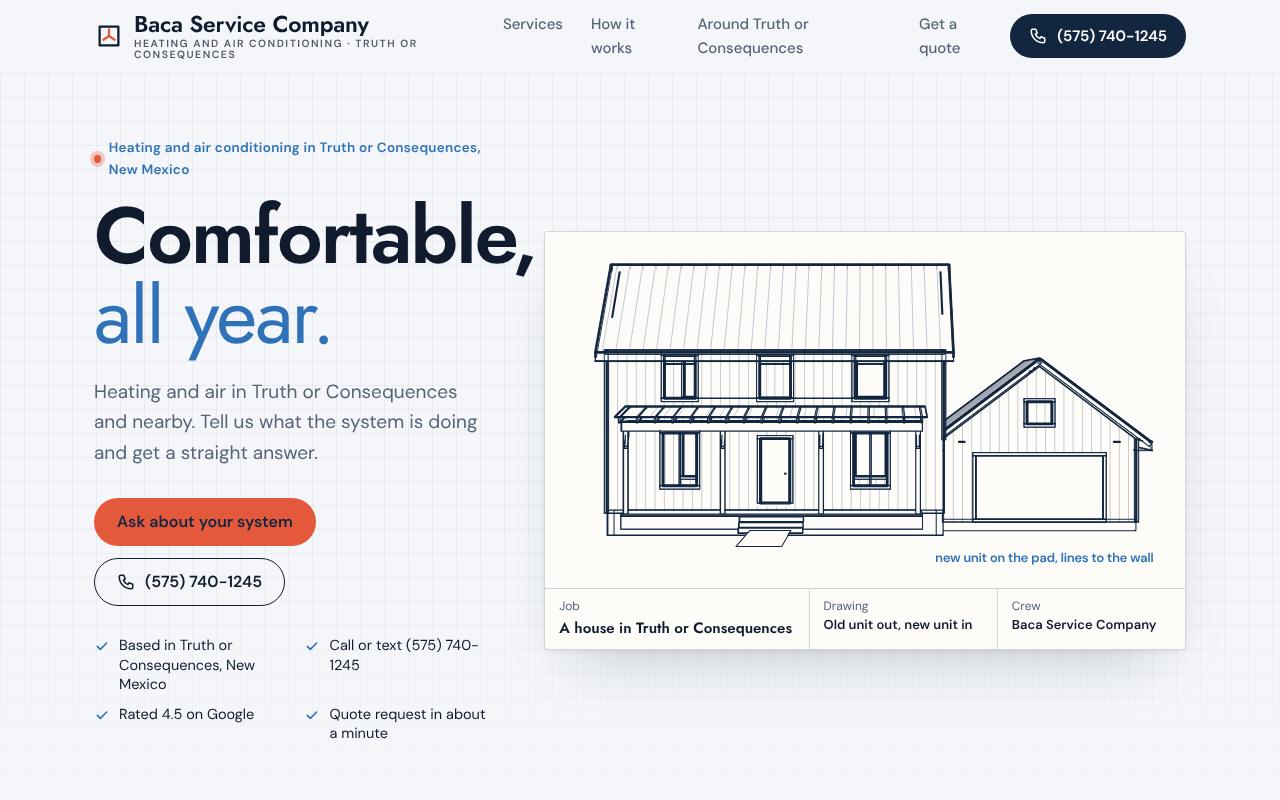 Baca Service Company
HEATING AND AIR CONDITIONING · TRUTH OR
CONSEQUENCES
Services
How it
works
Around Truth or
Consequences
Get a
quote
(575) 740-1245
Heating and air conditioning in Truth or Consequences,
New Mexico
Comfortable,
all year.
Heating and air in Truth or Consequences
and nearby. Tell us what the system is doing
and get a straight answer.
Ask about your system
(575) 740-1245
Based in Truth or
Consequences, New
Mexico
Call or text (575) 740-
1245
Rated 4.5 on Google
Quote request in about
a minute
new unit on the pad, lines to the wall
Job
A house in Truth or Consequences
Drawing
Old unit out, new unit in
Crew
Baca Service Company